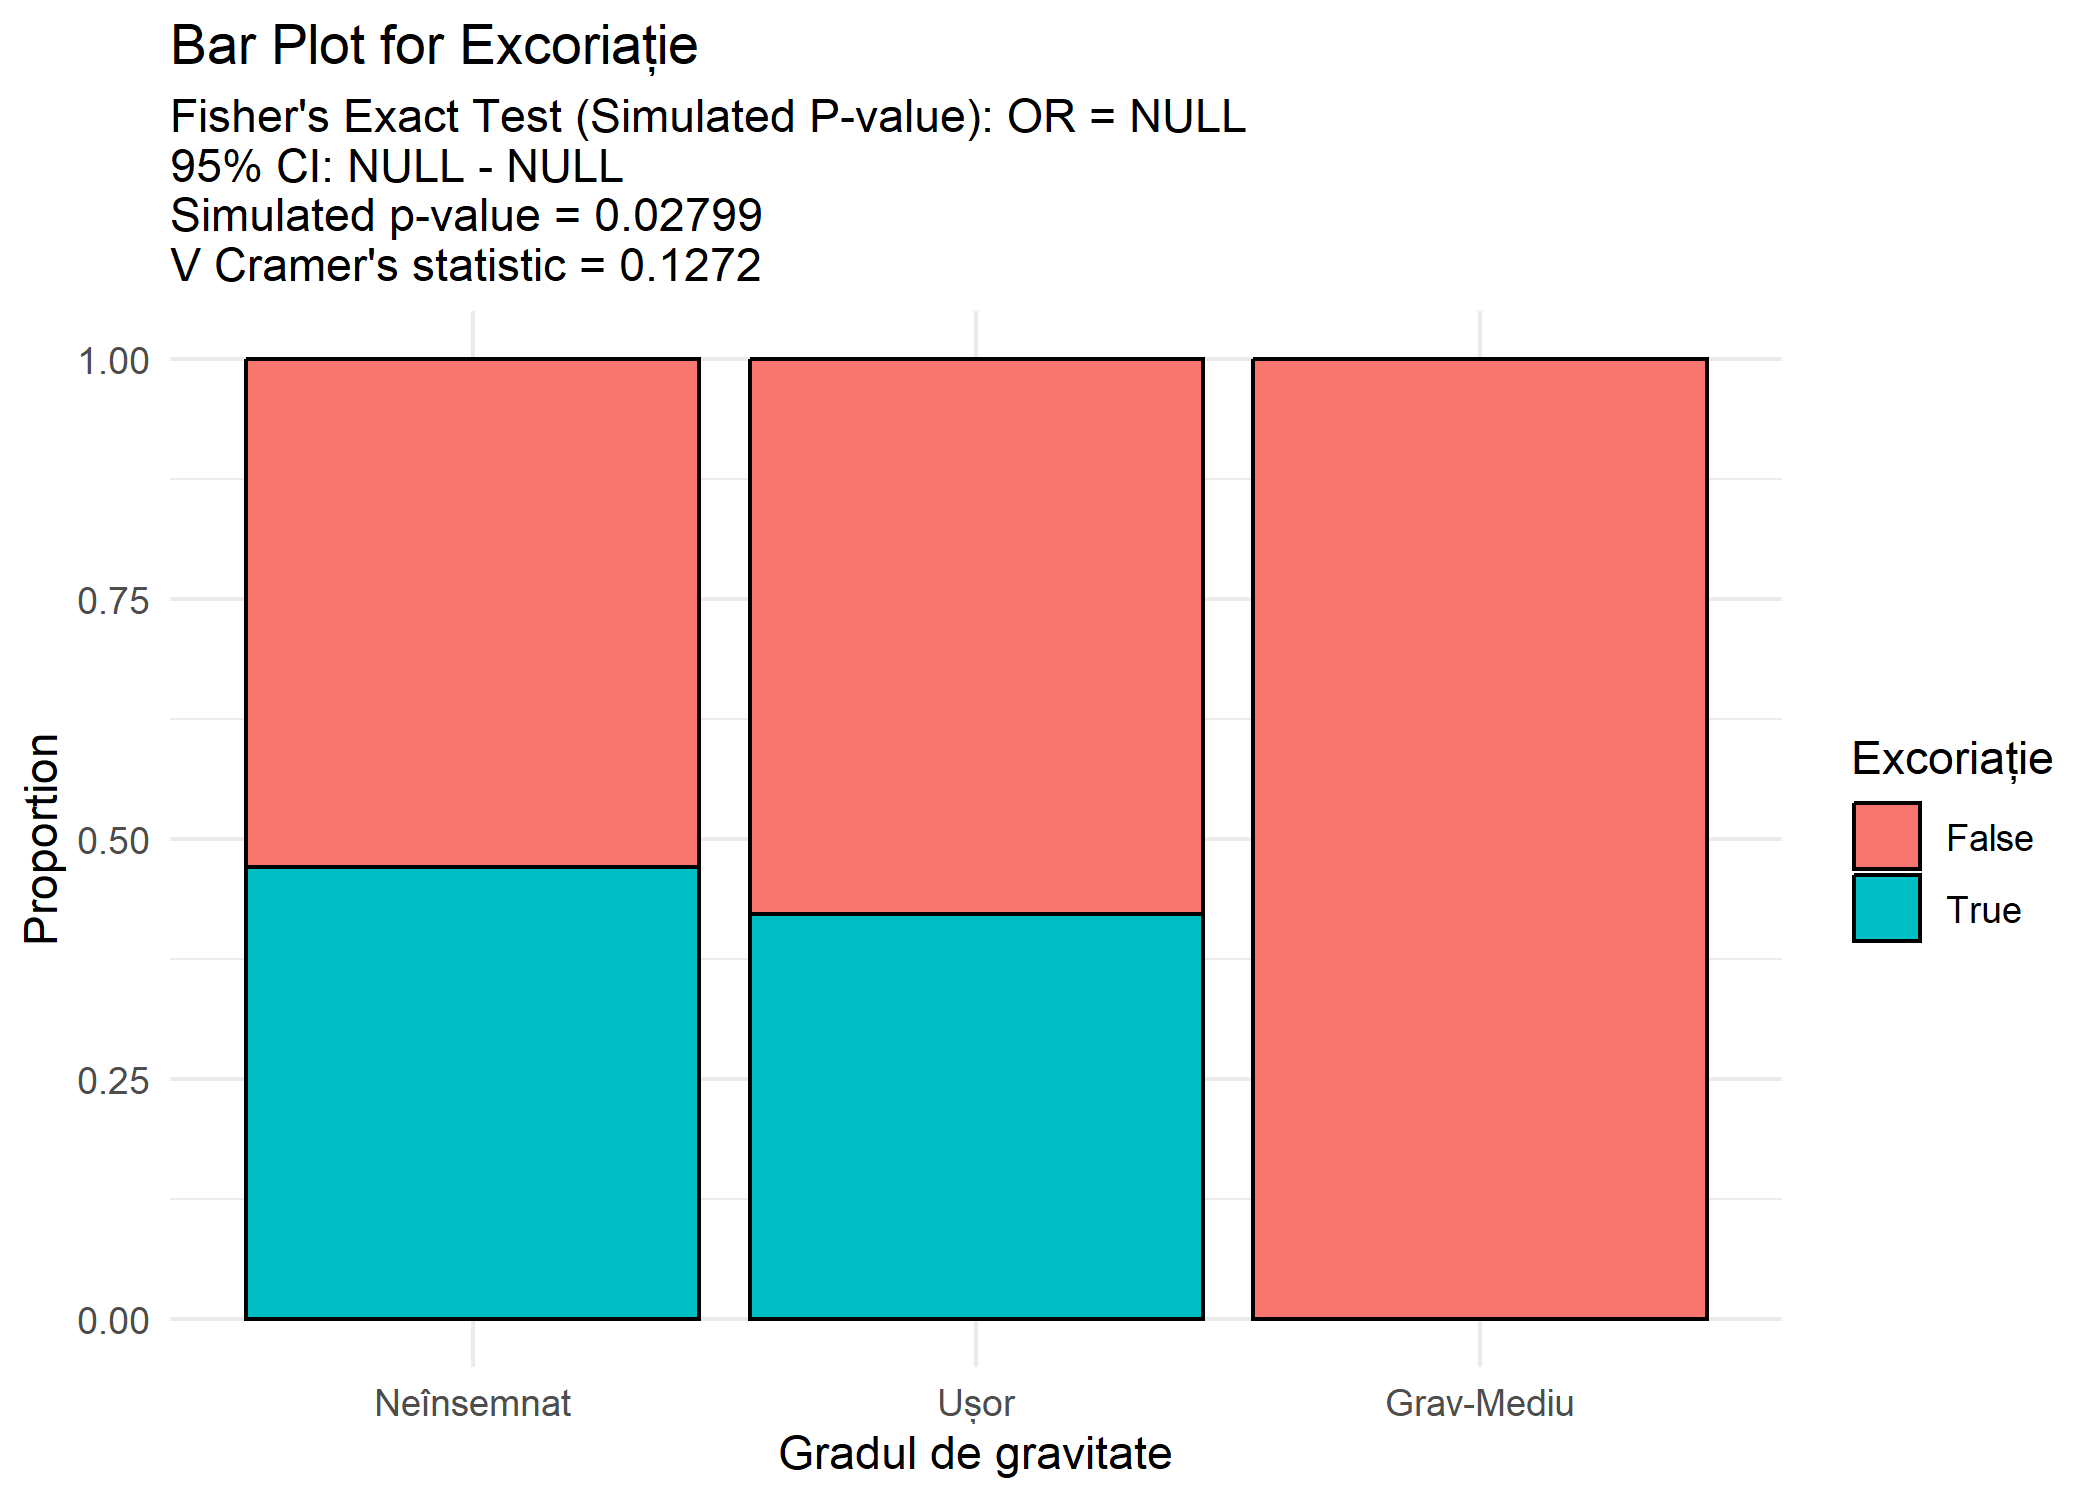 Bar Plot for Excoriație
Fisher's Exact Test (Simulated P-value): OR = NULL
95% CI: NULL - NULL
Simulated p-value = 0.02799
V Cramer's statistic = 0.1272
Proportion
1.00
0.75
0.50
0.25
0.00
Neînsemnat
Ușor
Grav-Mediu
Gradul de gravitate
Excoriație
False
True